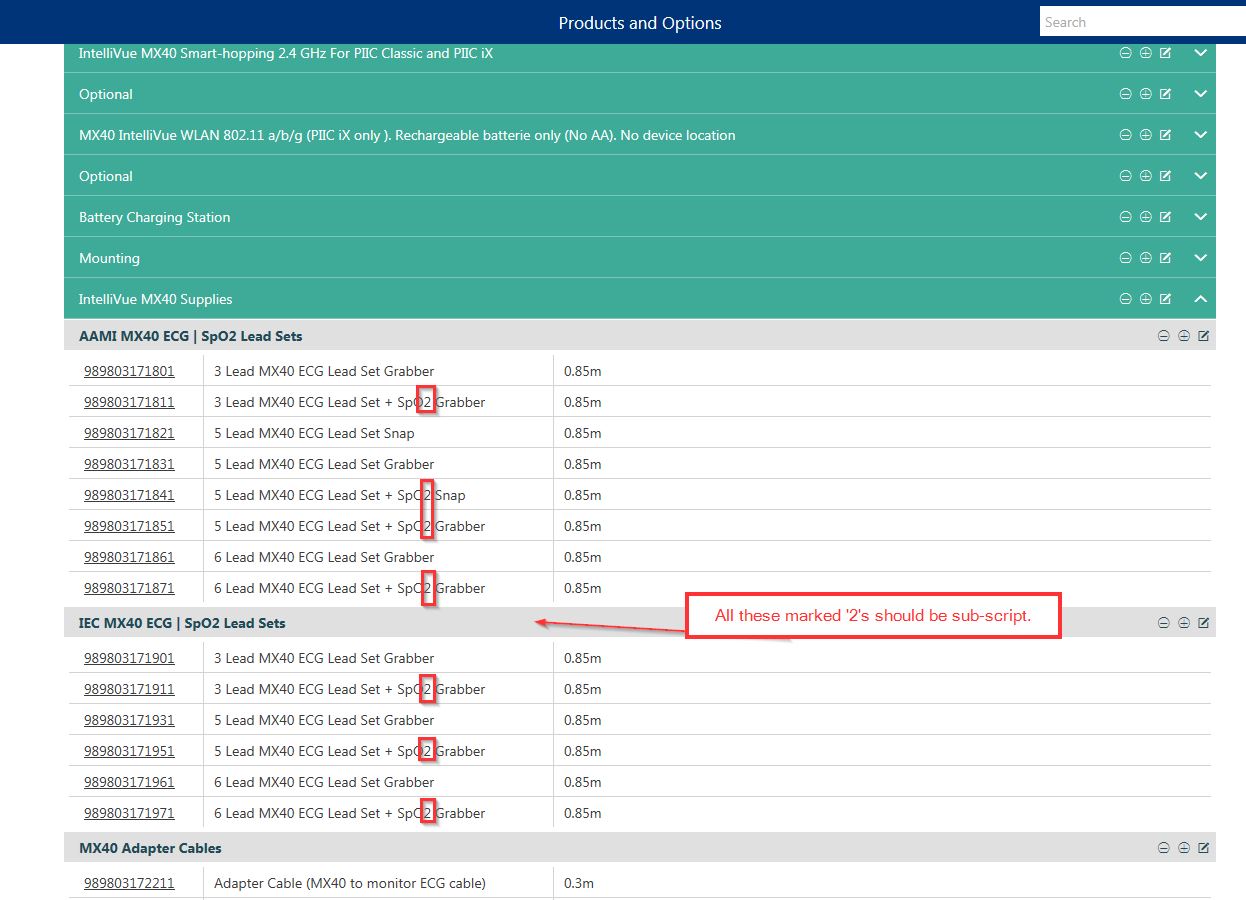 Products and Options
Search
IntelliVue MX40 Smart-hopping 2.4 GHz For PIIC Classic and PIIC iX
Optional
MX40 IntelliVue WLAN 802.11 a/b/g (PIIC iX only ). Rechargeable batterie only (No AA). No device location
Optional
Battery Charging Station
Mounting
IntelliVue MX40 Supplies
AAMI MX40 ECG | SpO2 Lead Sets
989803171801 3 Lead MX40 ECG Lead Set Grabber 0.85m
989803171811 3 Lead MX40 ECG Lead Set + SpO2 Grabber 0.85m
989803171821 5 Lead MX40 ECG Lead Set Snap 0.85m
989803171831 5 Lead MX40 ECG Lead Set Grabber 0.85m
989803171841 5 Lead MX40 ECG Lead Set + SpO2 Snap 0.85m
989803171851 5 Lead MX40 ECG Lead Set + SpO2 Grabber 0.85m
989803171861 6 Lead MX40 ECG Lead Set Grabber 0.85m
989803171871 6 Lead MX40 ECG Lead Set + SpO2 Grabber 0.85m
All these marked '2's should be sub-script.
IEC MX40 ECG | SpO2 Lead Sets
989803171901 3 Lead MX40 ECG Lead Set Grabber 0.85m
989803171911 3 Lead MX40 ECG Lead Set + SpO2 Grabber 0.85m
989803171931 5 Lead MX40 ECG Lead Set Grabber 0.85m
989803171951 5 Lead MX40 ECG Lead Set + SpO2 Grabber 0.85m
989803171961 6 Lead MX40 ECG Lead Set Grabber 0.85m
989803171971 6 Lead MX40 ECG Lead Set + SpO2 Grabber 0.85m
MX40 Adapter Cables
989803172211 Adapter Cable (MX40 to monitor ECG cable) 0.3m